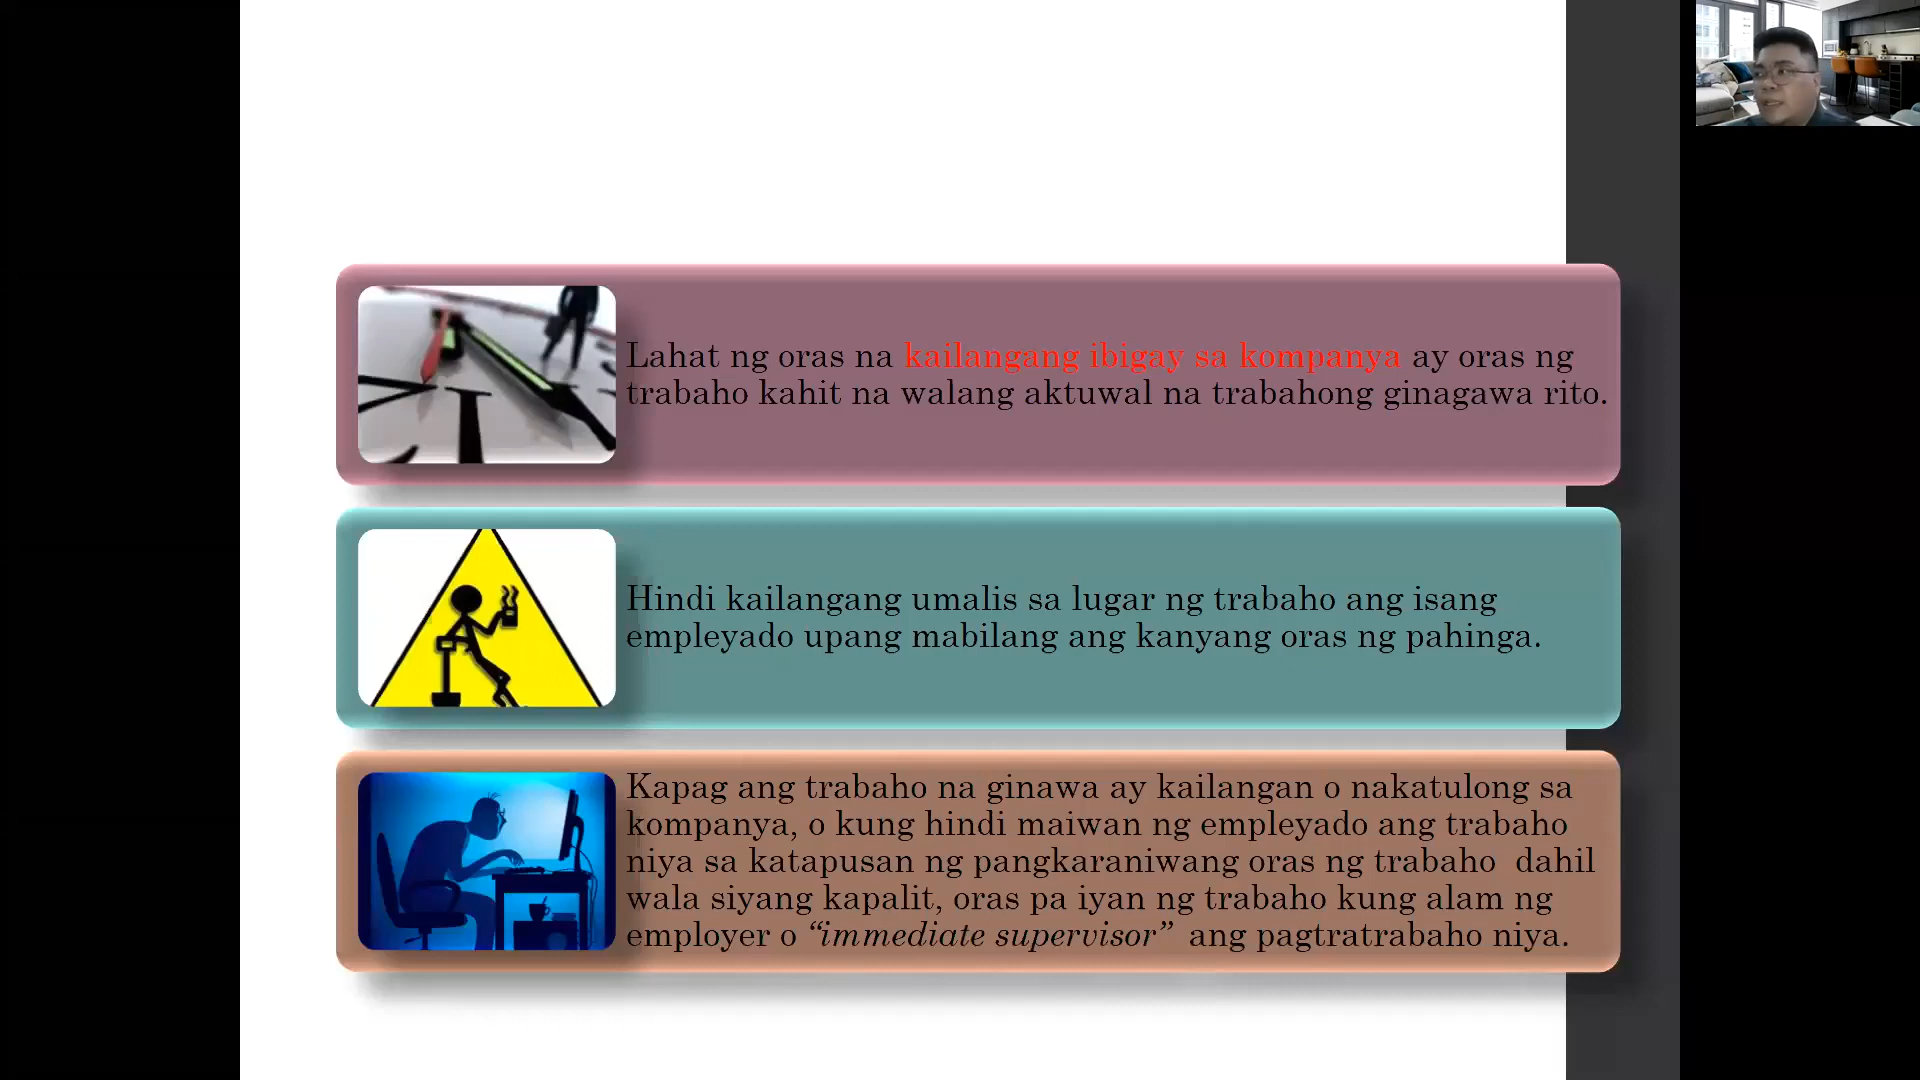 Lahat ng oras na kailangang ibigay sa kompanya ay oras ng
trabaho kahit na walang aktuwal na trabahong ginagawa rito.
Hindi kailangang umalis sa lugar ng trabaho ang isang
empleyado upang mabilang ang kanyang oras ng pahinga.
Kapag ang trabaho na ginawa ay kailangan o nakatulong sa
kompanya, o kung hindi maiwan ng empleyado ang trabaho
niya sa katapusan ng pangkaraniwang oras ng trabaho dahil
wala siyang kapalit, oras pa iyan ng trabaho kung alam ng
employer o “immediate supervisor” ang pagtratrabaho niya.